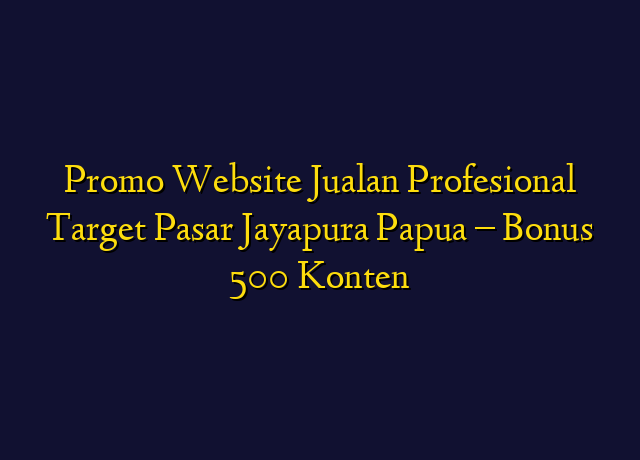 Promo Website Jualan Profesional
Target Pasar Jayapura Papua – Bonus
500 Konten